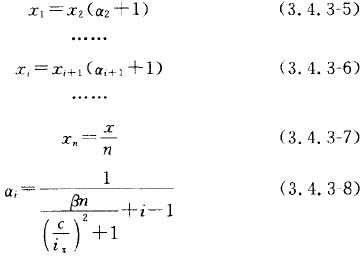 x₁=x₂(α₂+1) (3.4.3-5)
……
xᵢ=xᵢ₊₁(αᵢ₊₁+1) (3.4.3-6)
……
xₙ=x/n (3.4.3-7)
αᵢ=1/(βn/((c/iₓ)²+1)+i-1) (3.4.3-8)